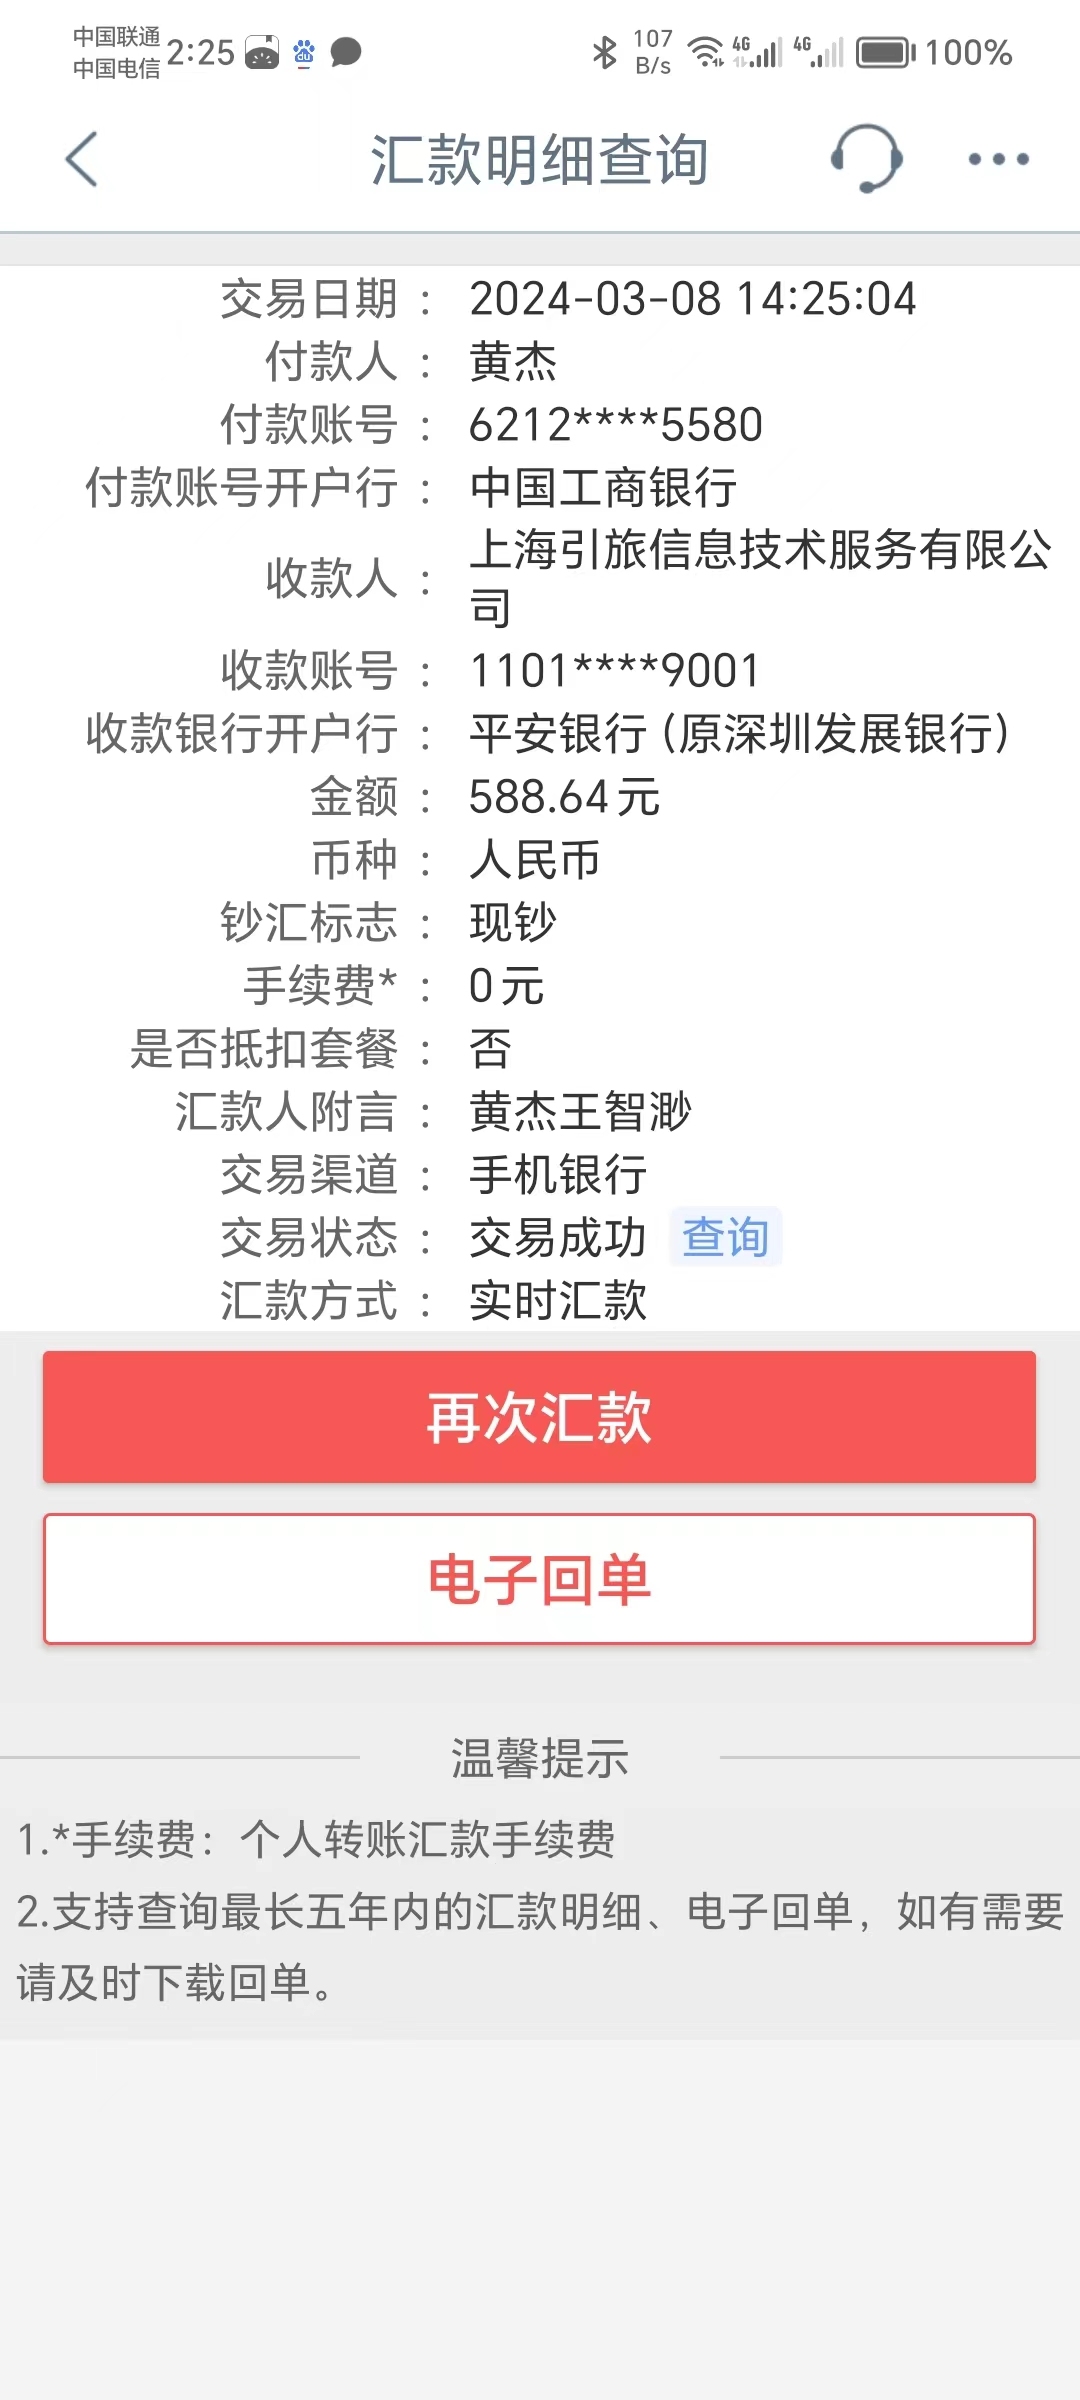 中国联通
中国电信
2:25
du
107
B/s
4G
4G
100%
汇款明细查询
交易日期： 2024-03-08 14:25:04
付款人： 黄杰
付款账号： 6212****5580
付款账号开户行： 中国工商银行
收款人： 上海引旅信息技术服务有限公
司
收款账号： 1101****9001
收款银行开户行： 平安银行(原深圳发展银行)
金额： 588.64元
币种： 人民币
钞汇标志： 现钞
手续费*： 0元
是否抵扣套餐： 否
汇款人附言： 黄杰王智渺
交易渠道： 手机银行
交易状态： 交易成功 查询
汇款方式： 实时汇款
再次汇款
电子回单
温馨提示
1.*手续费：个人转账汇款手续费
2.支持查询最长五年内的汇款明细、电子回单，如有需要
请及时下载回单。